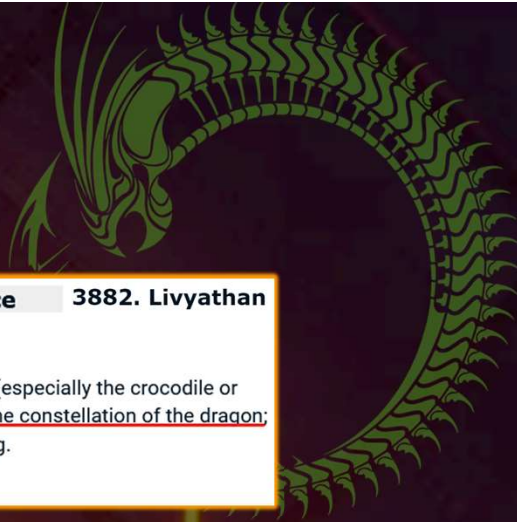 3882. Livyathan
especially the crocodile or
constellation of the dragon;